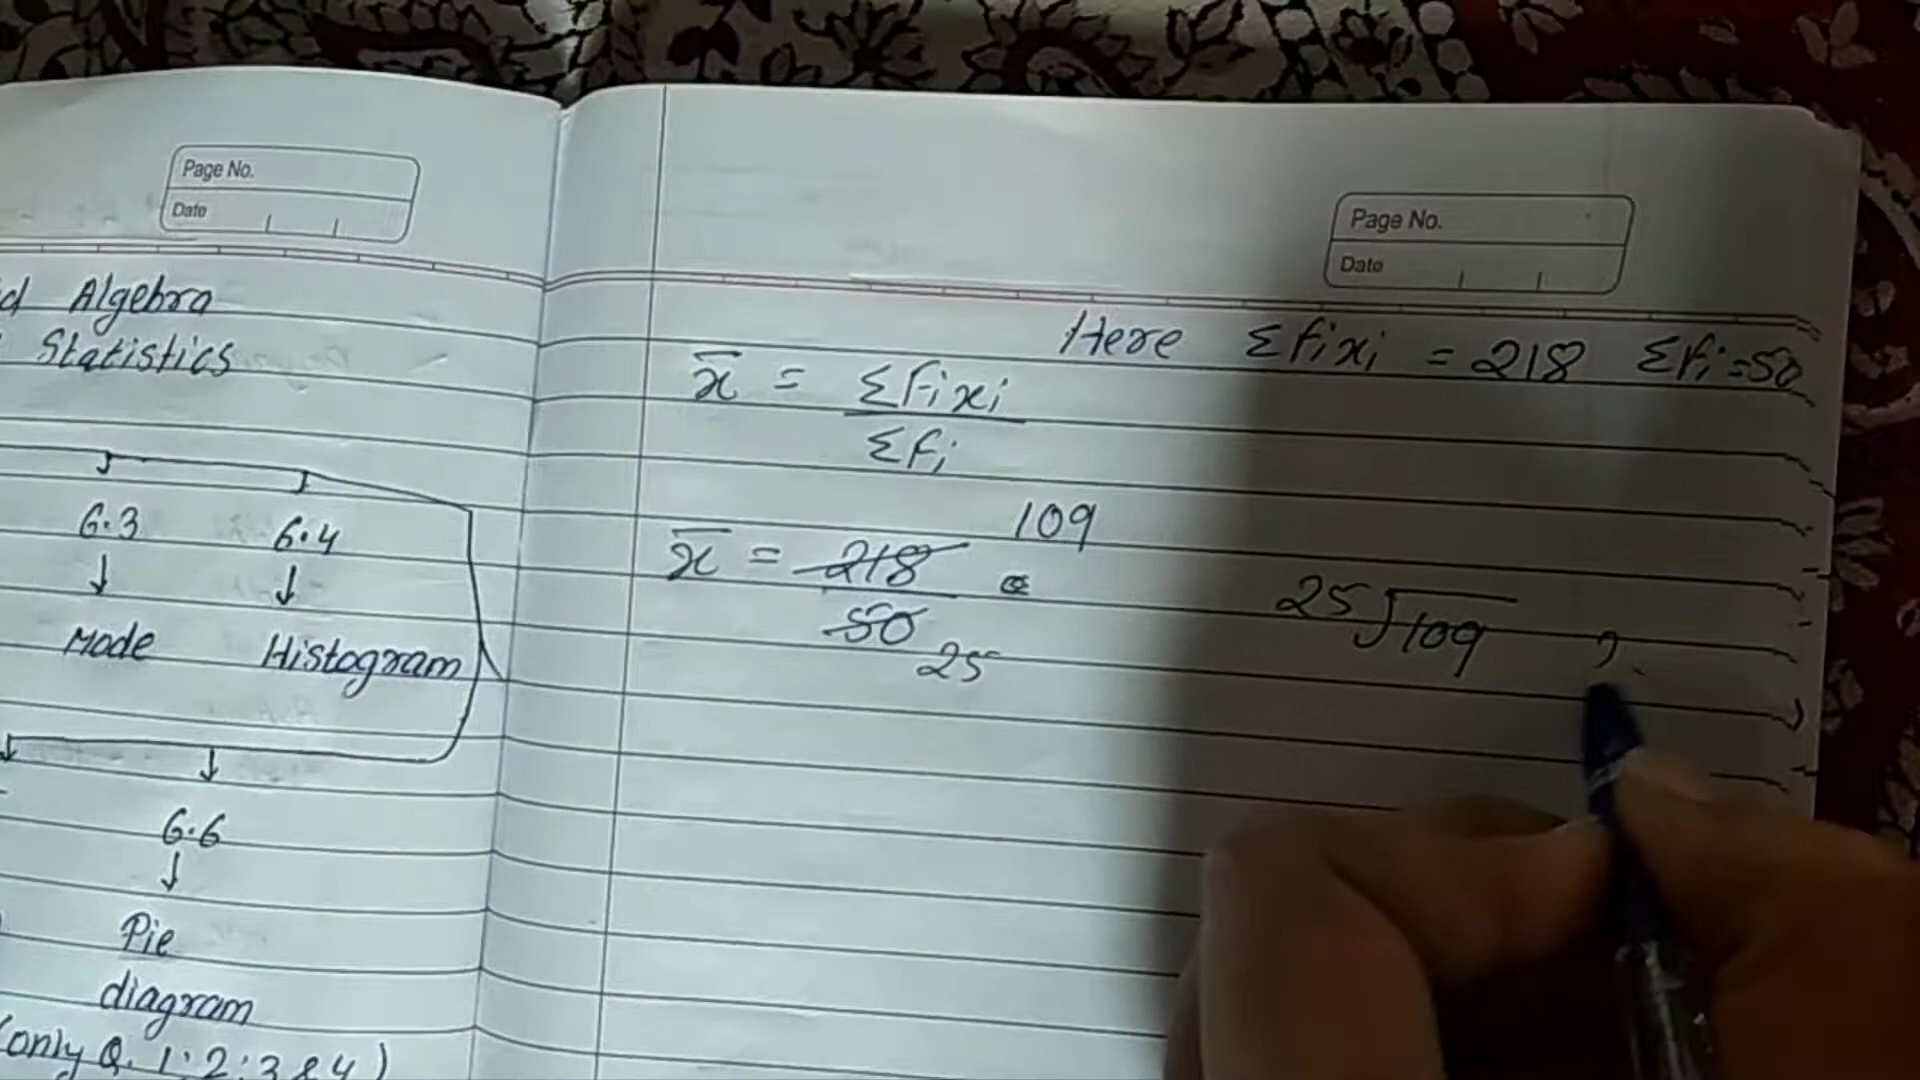 Page No.
Date
d Algebra
Statistics
6.3 6.4
↓ ↓
Mode Histogram
6.6
↓
Pie
diagram
(only Q. 1:2:3 & 4)
Page No.
Date
Here Σfixi = 218 Σfi=50
x̄ = Σfixi
Σfi
109
x̄ = 218
50
25
25)109